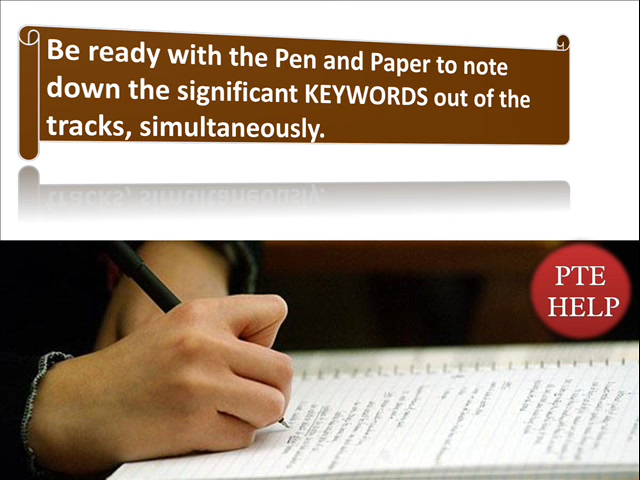 Be ready with the Pen and Paper to note
down the significant KEYWORDS out of the
tracks, simultaneously.
PTE
HELP